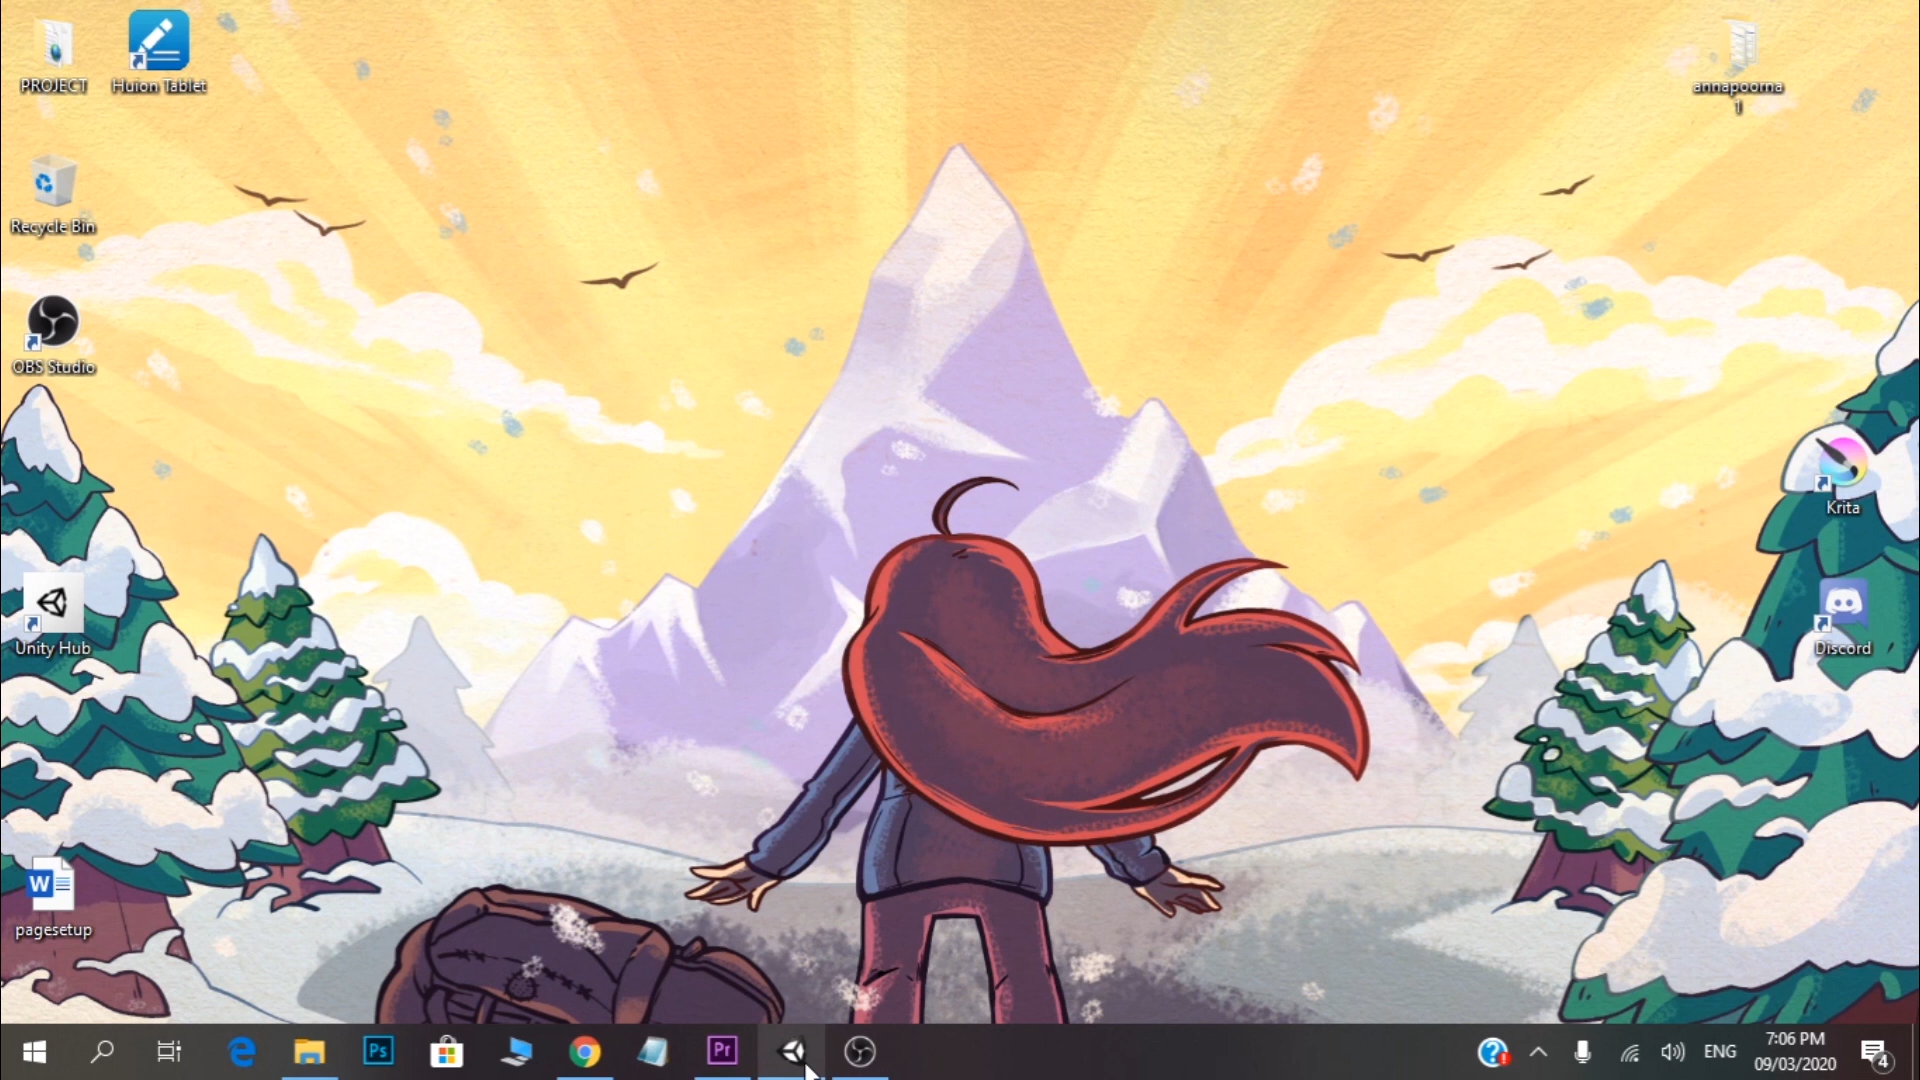 PROJECT
Huion Tablet
annapoorna
1
Recycle Bin
OBS Studio
Krita
Unity Hub
Discord
W
pagesetup
Ps
Pr
ENG
7:06 PM
09/03/2020
4